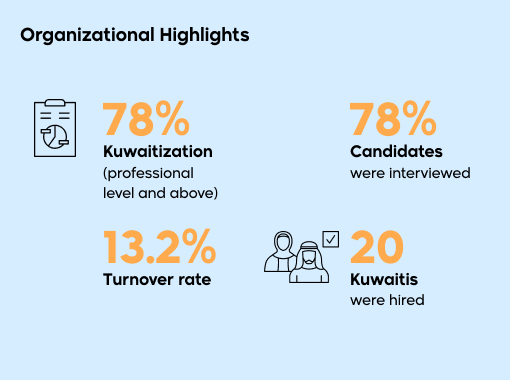 Organizational Highlights
78%
Kuwaitization
(professional
level and above)
78%
Candidates
were interviewed
13.2%
Turnover rate
20
Kuwaitis
were hired